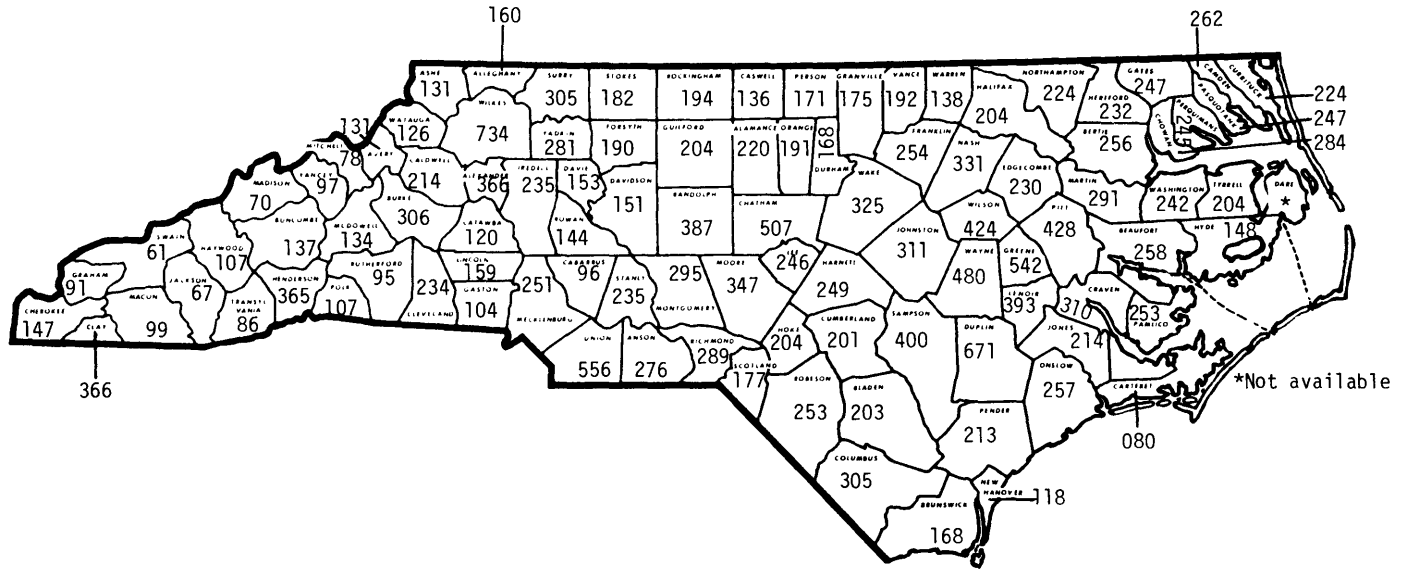 160
262
ASHE
131
ALLEGHANY
SURRY
305
STOKES
182
ROCKINGHAM
194
CASWELL
136
PERSON
171
GRANVILLE
175
VANCE
192
WARREN
138
HALIFAX
204
NORTHAMPTON
224
GATES
247
HERTFORD
232
CAMDEN
CURRITUCK
PASQUOTANK
PERQUIMANS
CHOWAN
224
247
284
WATAUGA
126
WILKES
734
YADKIN
281
FORSYTH
190
GUILFORD
204
ALAMANCE
220
ORANGE
191
DURHAM
168
FRANKLIN
254
NASH
331
EDGECOMBE
230
BERTIE
256
MARTIN
291
WASHINGTON
242
TYRRELL
204
DARE
*
131
MITCHELL
78
AVERY
YANCEY
97
MADISON
70
CALDWELL
214
ALEXANDER
366
IREDELL
235
DAVIE
153
DAVIDSON
151
RANDOLPH
387
CHATHAM
507
WAKE
325
JOHNSTON
311
WILSON
424
PITT
428
BEAUFORT
258
HYDE
148
SWAIN
61
HAYWOOD
107
BUNCOMBE
137
MCDOWELL
134
BURKE
306
CATAWBA
120
ROWAN
144
GRAHAM
91
CHEROKEE
147
CLAY
MACON
99
JACKSON
67
TRANSYL
VANIA
86
HENDERSON
365
POLK
107
RUTHERFORD
95
CLEVELAND
234
LINCOLN
159
GASTON
104
MECKLENBURG
251
CABARRUS
96
STANLY
235
MONTGOMERY
295
MOORE
347
LEE
246
HARNETT
249
WAYNE
480
GREENE
542
LENOIR
393
CRAVEN
310
PAMLICO
253
JONES
214
UNION
556
ANSON
276
RICHMOND
289
SCOTLAND
177
HOKE
204
CUMBERLAND
201
SAMPSON
400
DUPLIN
671
ONSLOW
257
CARTERET
080
*Not available
366
ROBESON
253
BLADEN
203
PENDER
213
COLUMBUS
305
BRUNSWICK
168
NEW
HANOVER
118